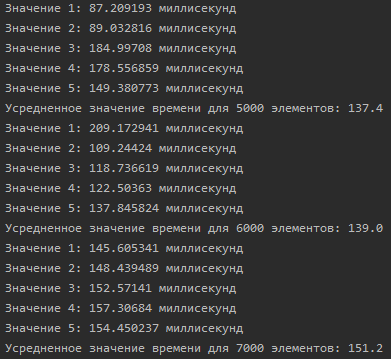 Значение 1: 87.209193 миллисекунд
Значение 2: 89.032816 миллисекунд
Значение 3: 184.99708 миллисекунд
Значение 4: 178.556859 миллисекунд
Значение 5: 149.380773 миллисекунд
Усредненное значение времени для 5000 элементов: 137.4
Значение 1: 209.172941 миллисекунд
Значение 2: 109.24424 миллисекунд
Значение 3: 118.736619 миллисекунд
Значение 4: 122.50363 миллисекунд
Значение 5: 137.845824 миллисекунд
Усредненное значение времени для 6000 элементов: 139.0
Значение 1: 145.605341 миллисекунд
Значение 2: 148.439489 миллисекунд
Значение 3: 152.57141 миллисекунд
Значение 4: 157.30684 миллисекунд
Значение 5: 154.450237 миллисекунд
Усредненное значение времени для 7000 элементов: 151.2